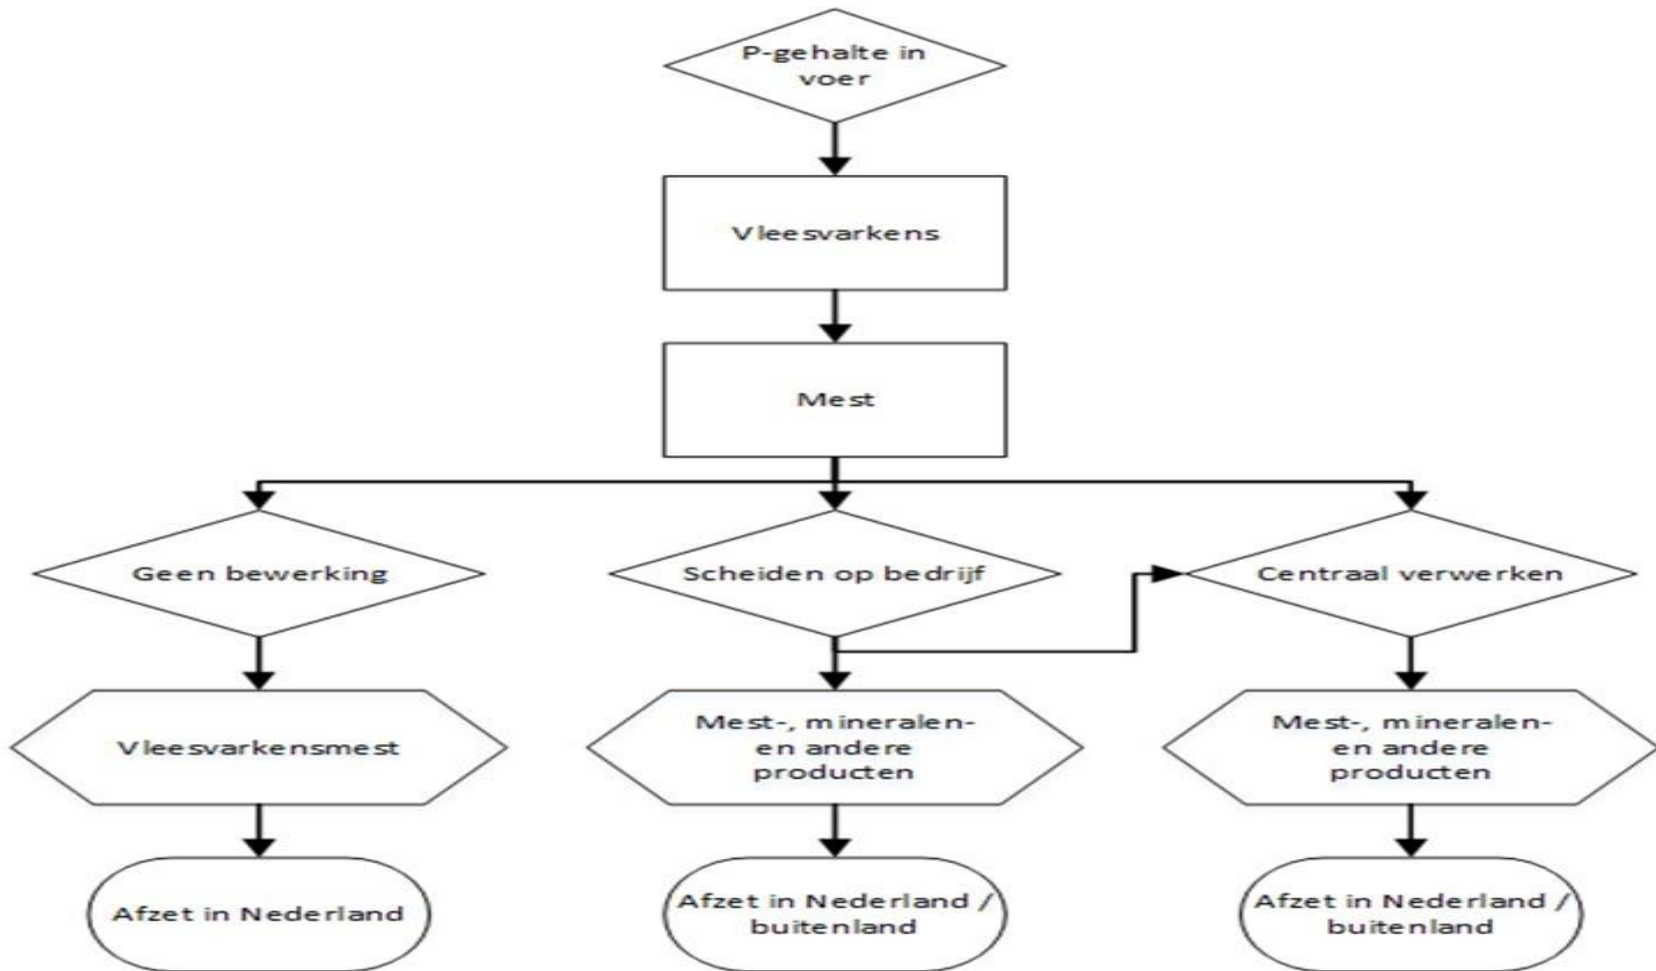 P-gehalte in
voer
Vleesvarkens
Mest
Geen bewerking
Scheiden op bedrijf
Centraal verwerken
Vleesvarkensmest
Mest-, mineralen-
en andere
producten
Mest-, mineralen-
en andere
producten
Afzet in Nederland
Afzet in Nederland /
buitenland
Afzet in Nederland /
buitenland